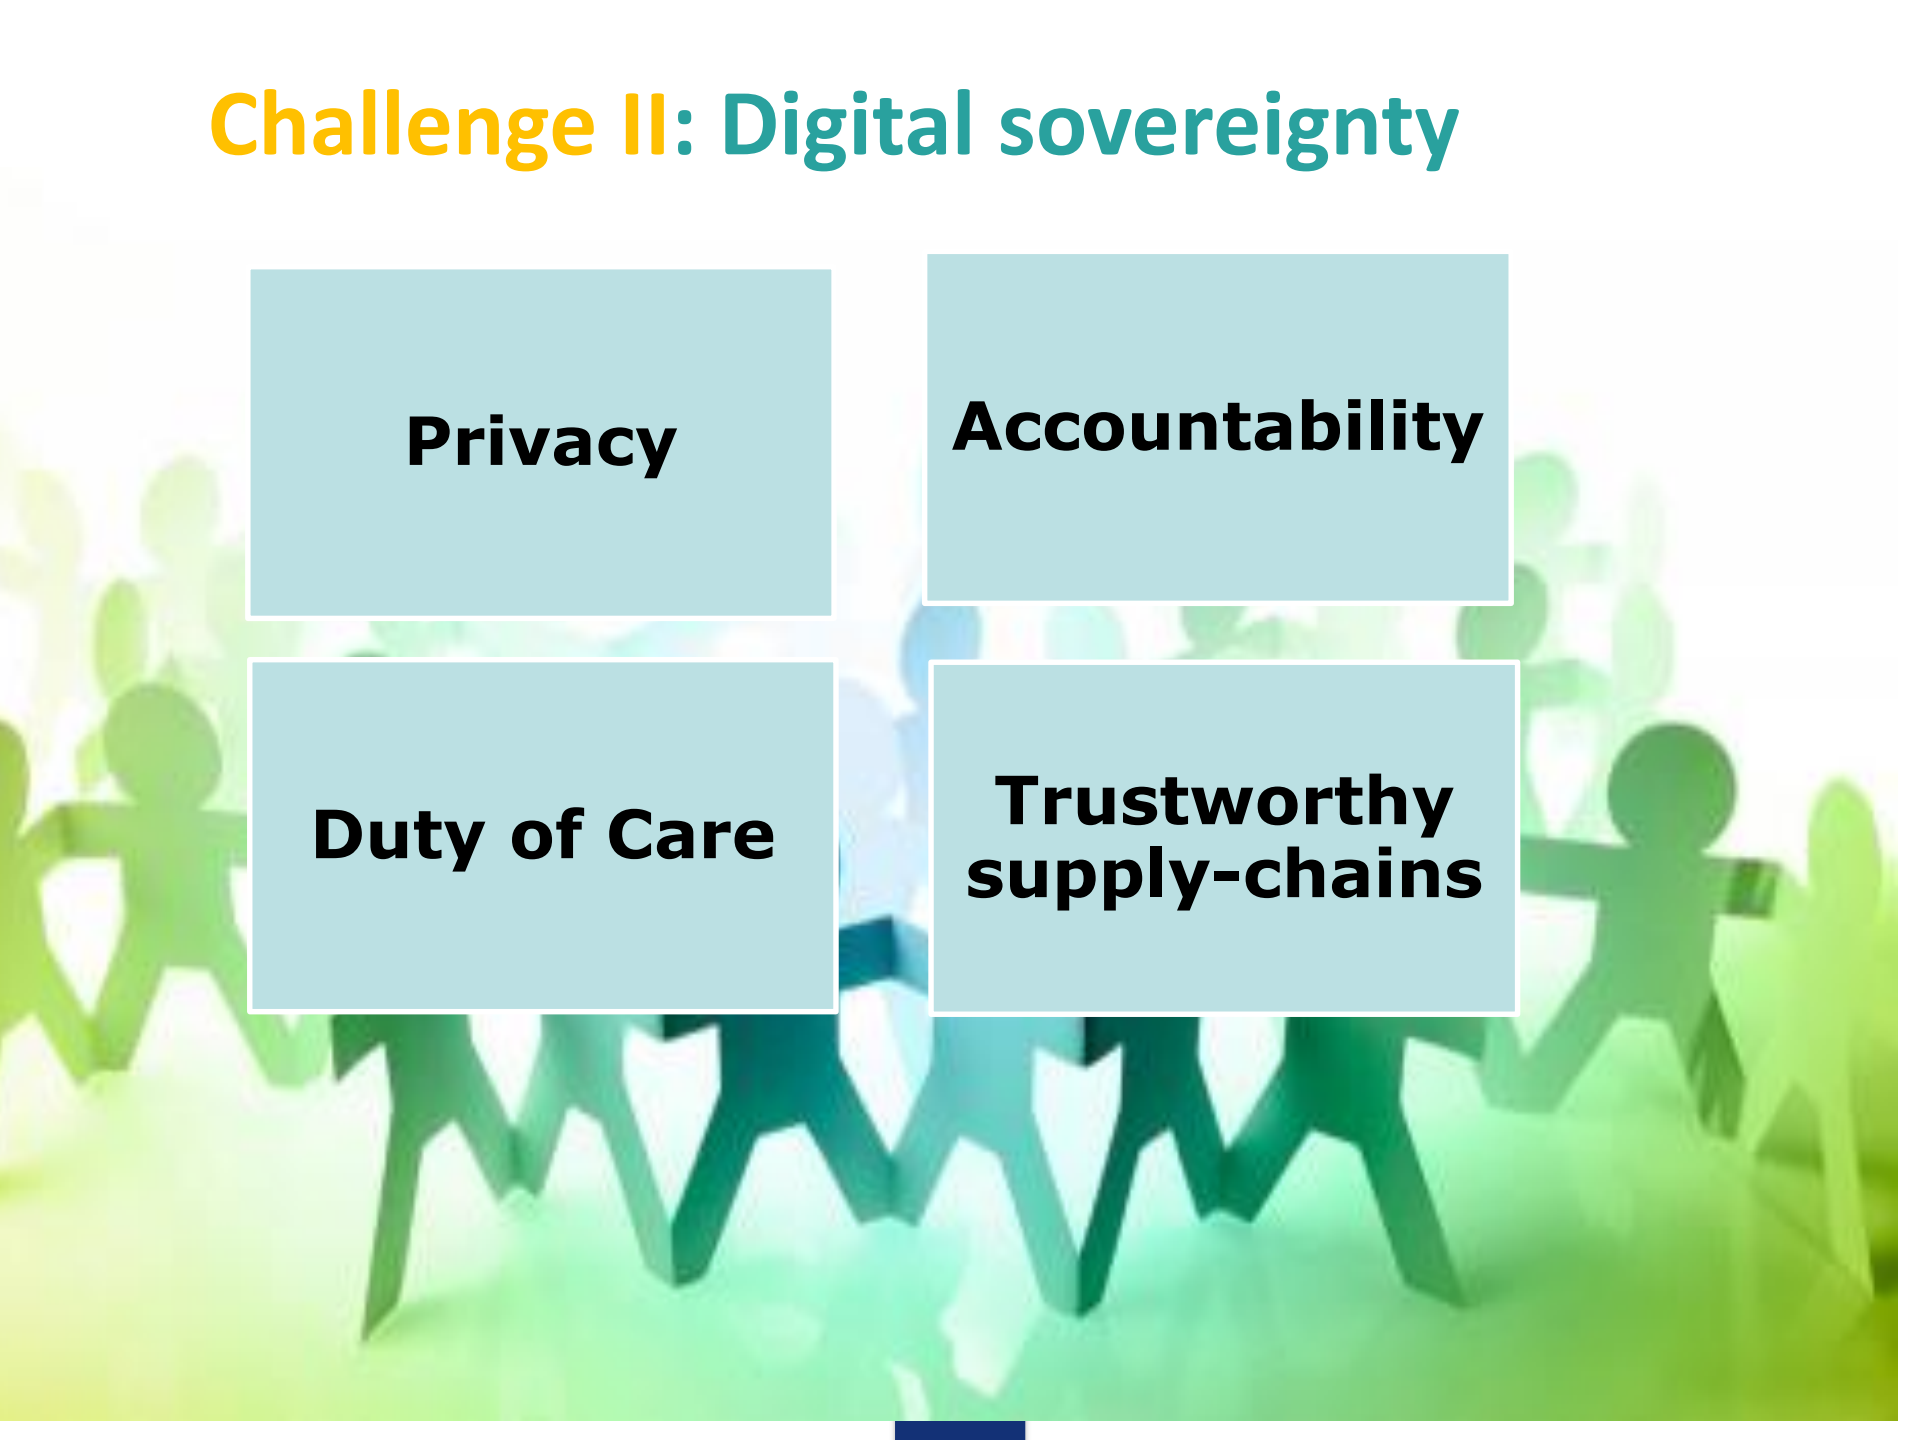 Challenge II: Digital sovereignty
Privacy
Accountability
Duty of Care
Trustworthy
supply-chains